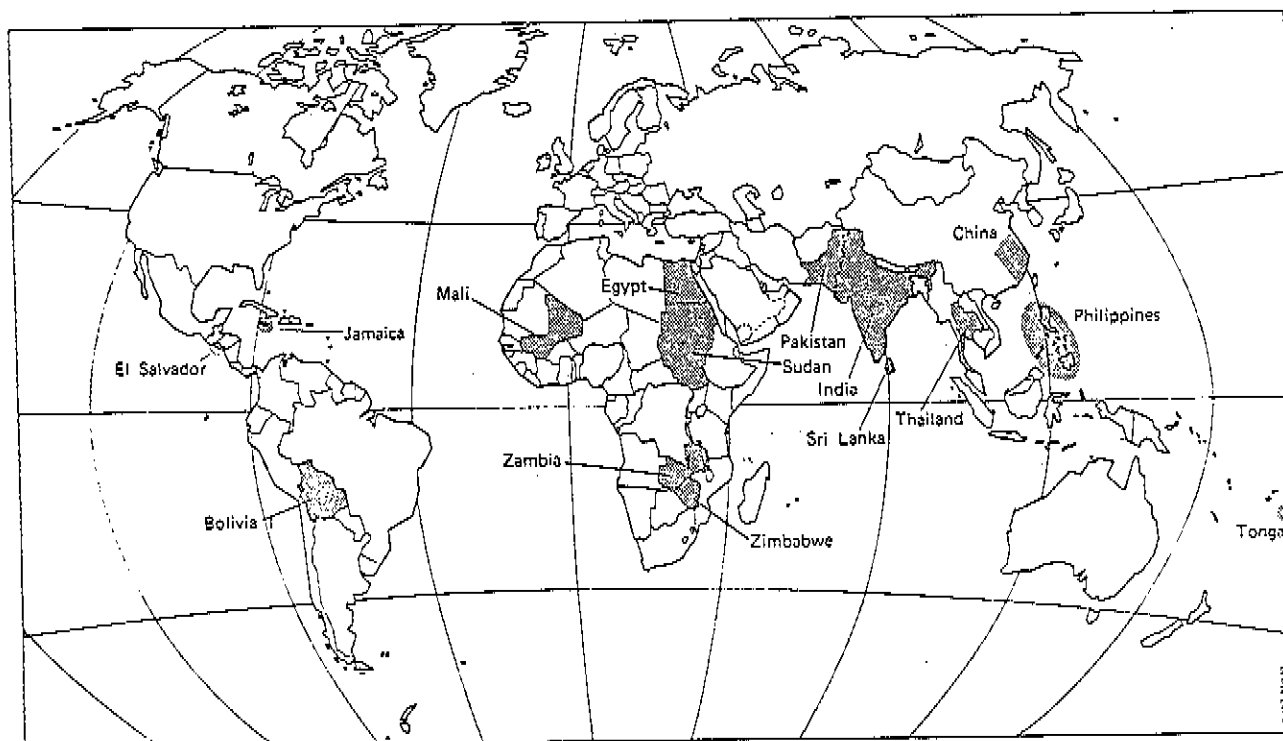 China
Mali
Egypt
Philippines
Jamaica
Pakistan
El Salvador
Sudan
India
Thailand
Sri Lanka
Zambia
Bolivia
Tonga
Zimbabwe